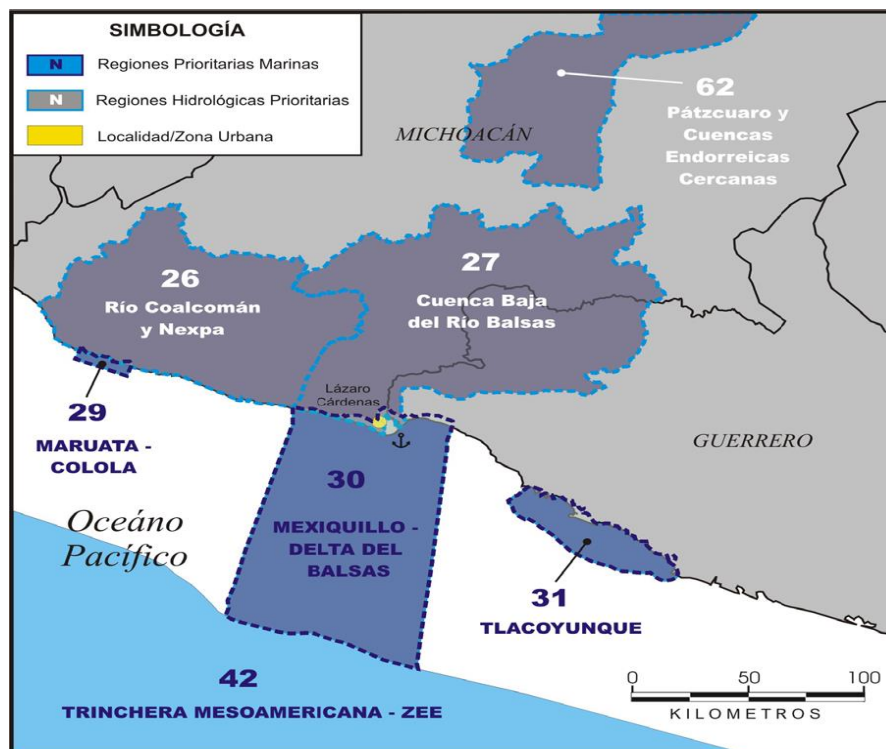 SIMBOLOGÍA
N
Regiones Prioritarias Marinas
N
Regiones Hidrológicas Prioritarias
Localidad/Zona Urbana
62
Pátzcuaro y
Cuencas
Endorreicas
Cercanas
MICHOACÁN
26
Río Coalcomán
y Nexpa
27
Cuenca Baja
del Río Balsas
Lázaro
Cárdenas
29
MARUATA -
COLOLA
GUERRERO
30
MEXIQUILLO -
DELTA DEL
BALSAS
Oceáno
Pacífico
31
TLACOYUNQUE
42
TRINCHERA MESOAMERICANA - ZEE
0 50 100
KILOMETROS